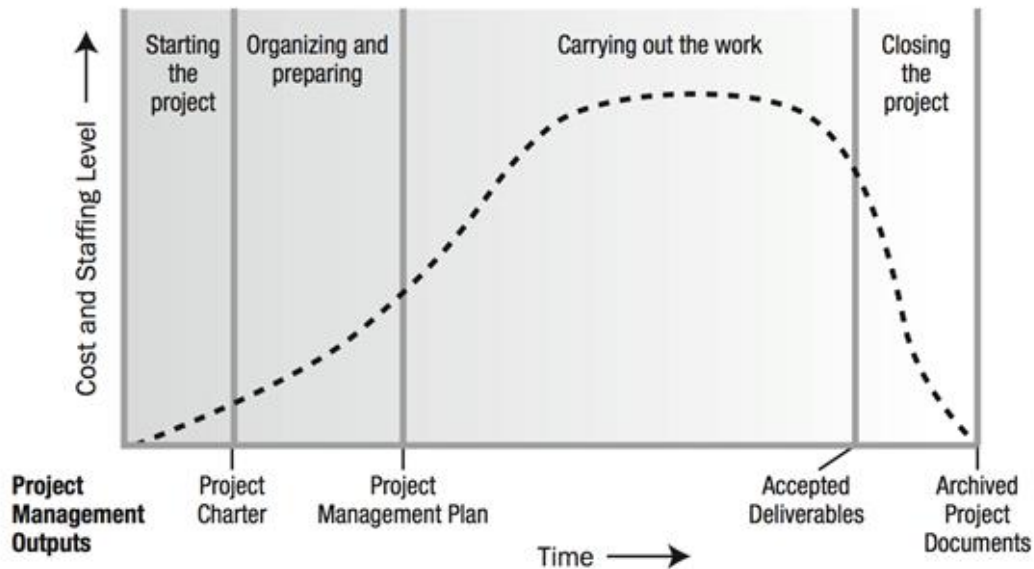 Starting
the
project
Organizing and
preparing
Carrying out the work
Closing
the
project
Cost and Staffing Level
Project
Management
Outputs
Project
Charter
Project
Management Plan
Accepted
Deliverables
Archived
Project
Documents
Time